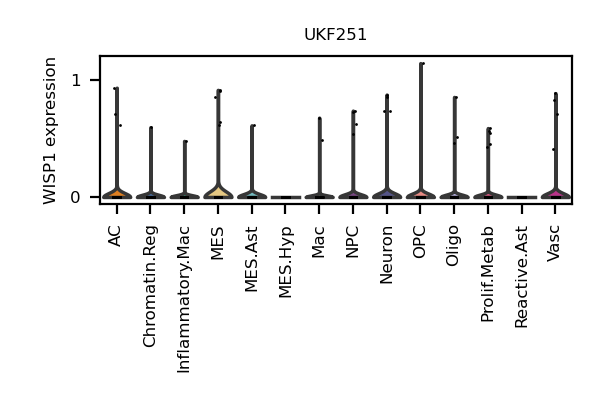 UKF251
WISP1 expression
1
0
AC
Chromatin.Reg
Inflammatory.Mac
MES
MES.Ast
MES.Hyp
Mac
NPC
Neuron
OPC
Oligo
Prolif.Metab
Reactive.Ast
Vasc